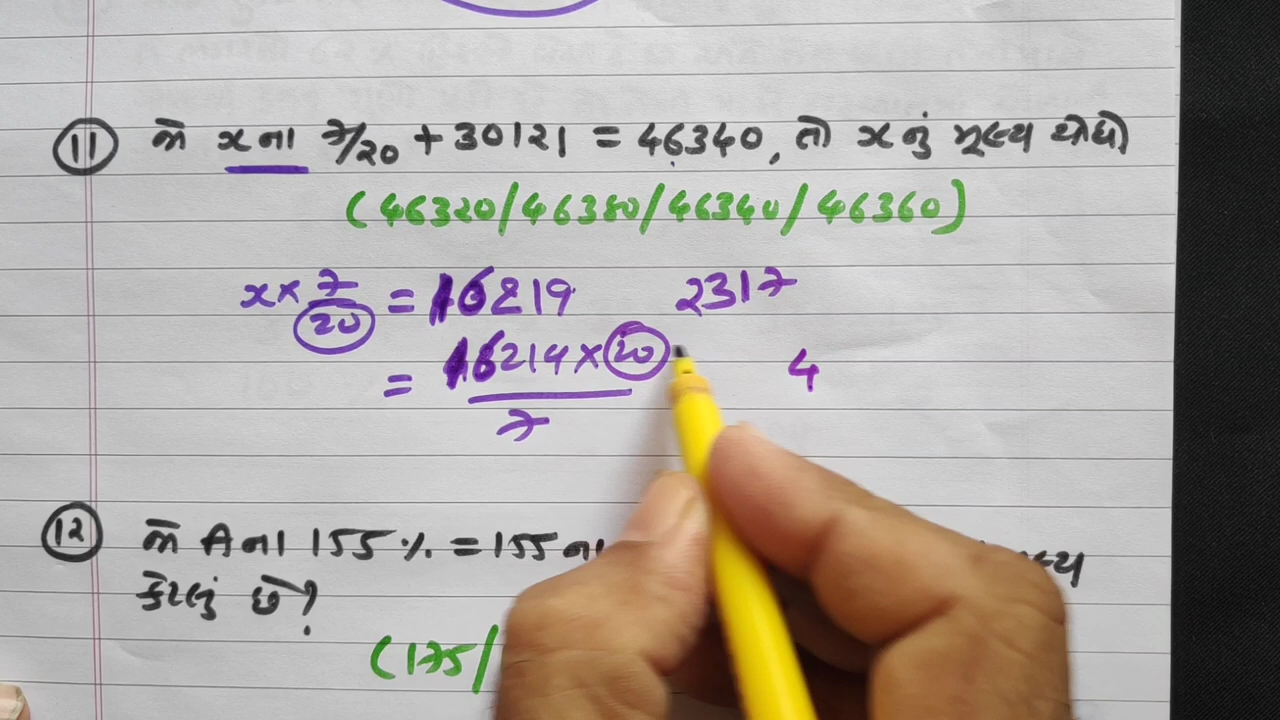 (11) જો xના 7/20 + 30121 = 46340, તો xનું મૂલ્ય શોધો
(46320/46380/46340/46360)
x × 7/20 = 16219 2317
= 16219 × 20 / 7 4
(12) જો Aના 155% = 155ના
કેટલું છે?
(175/